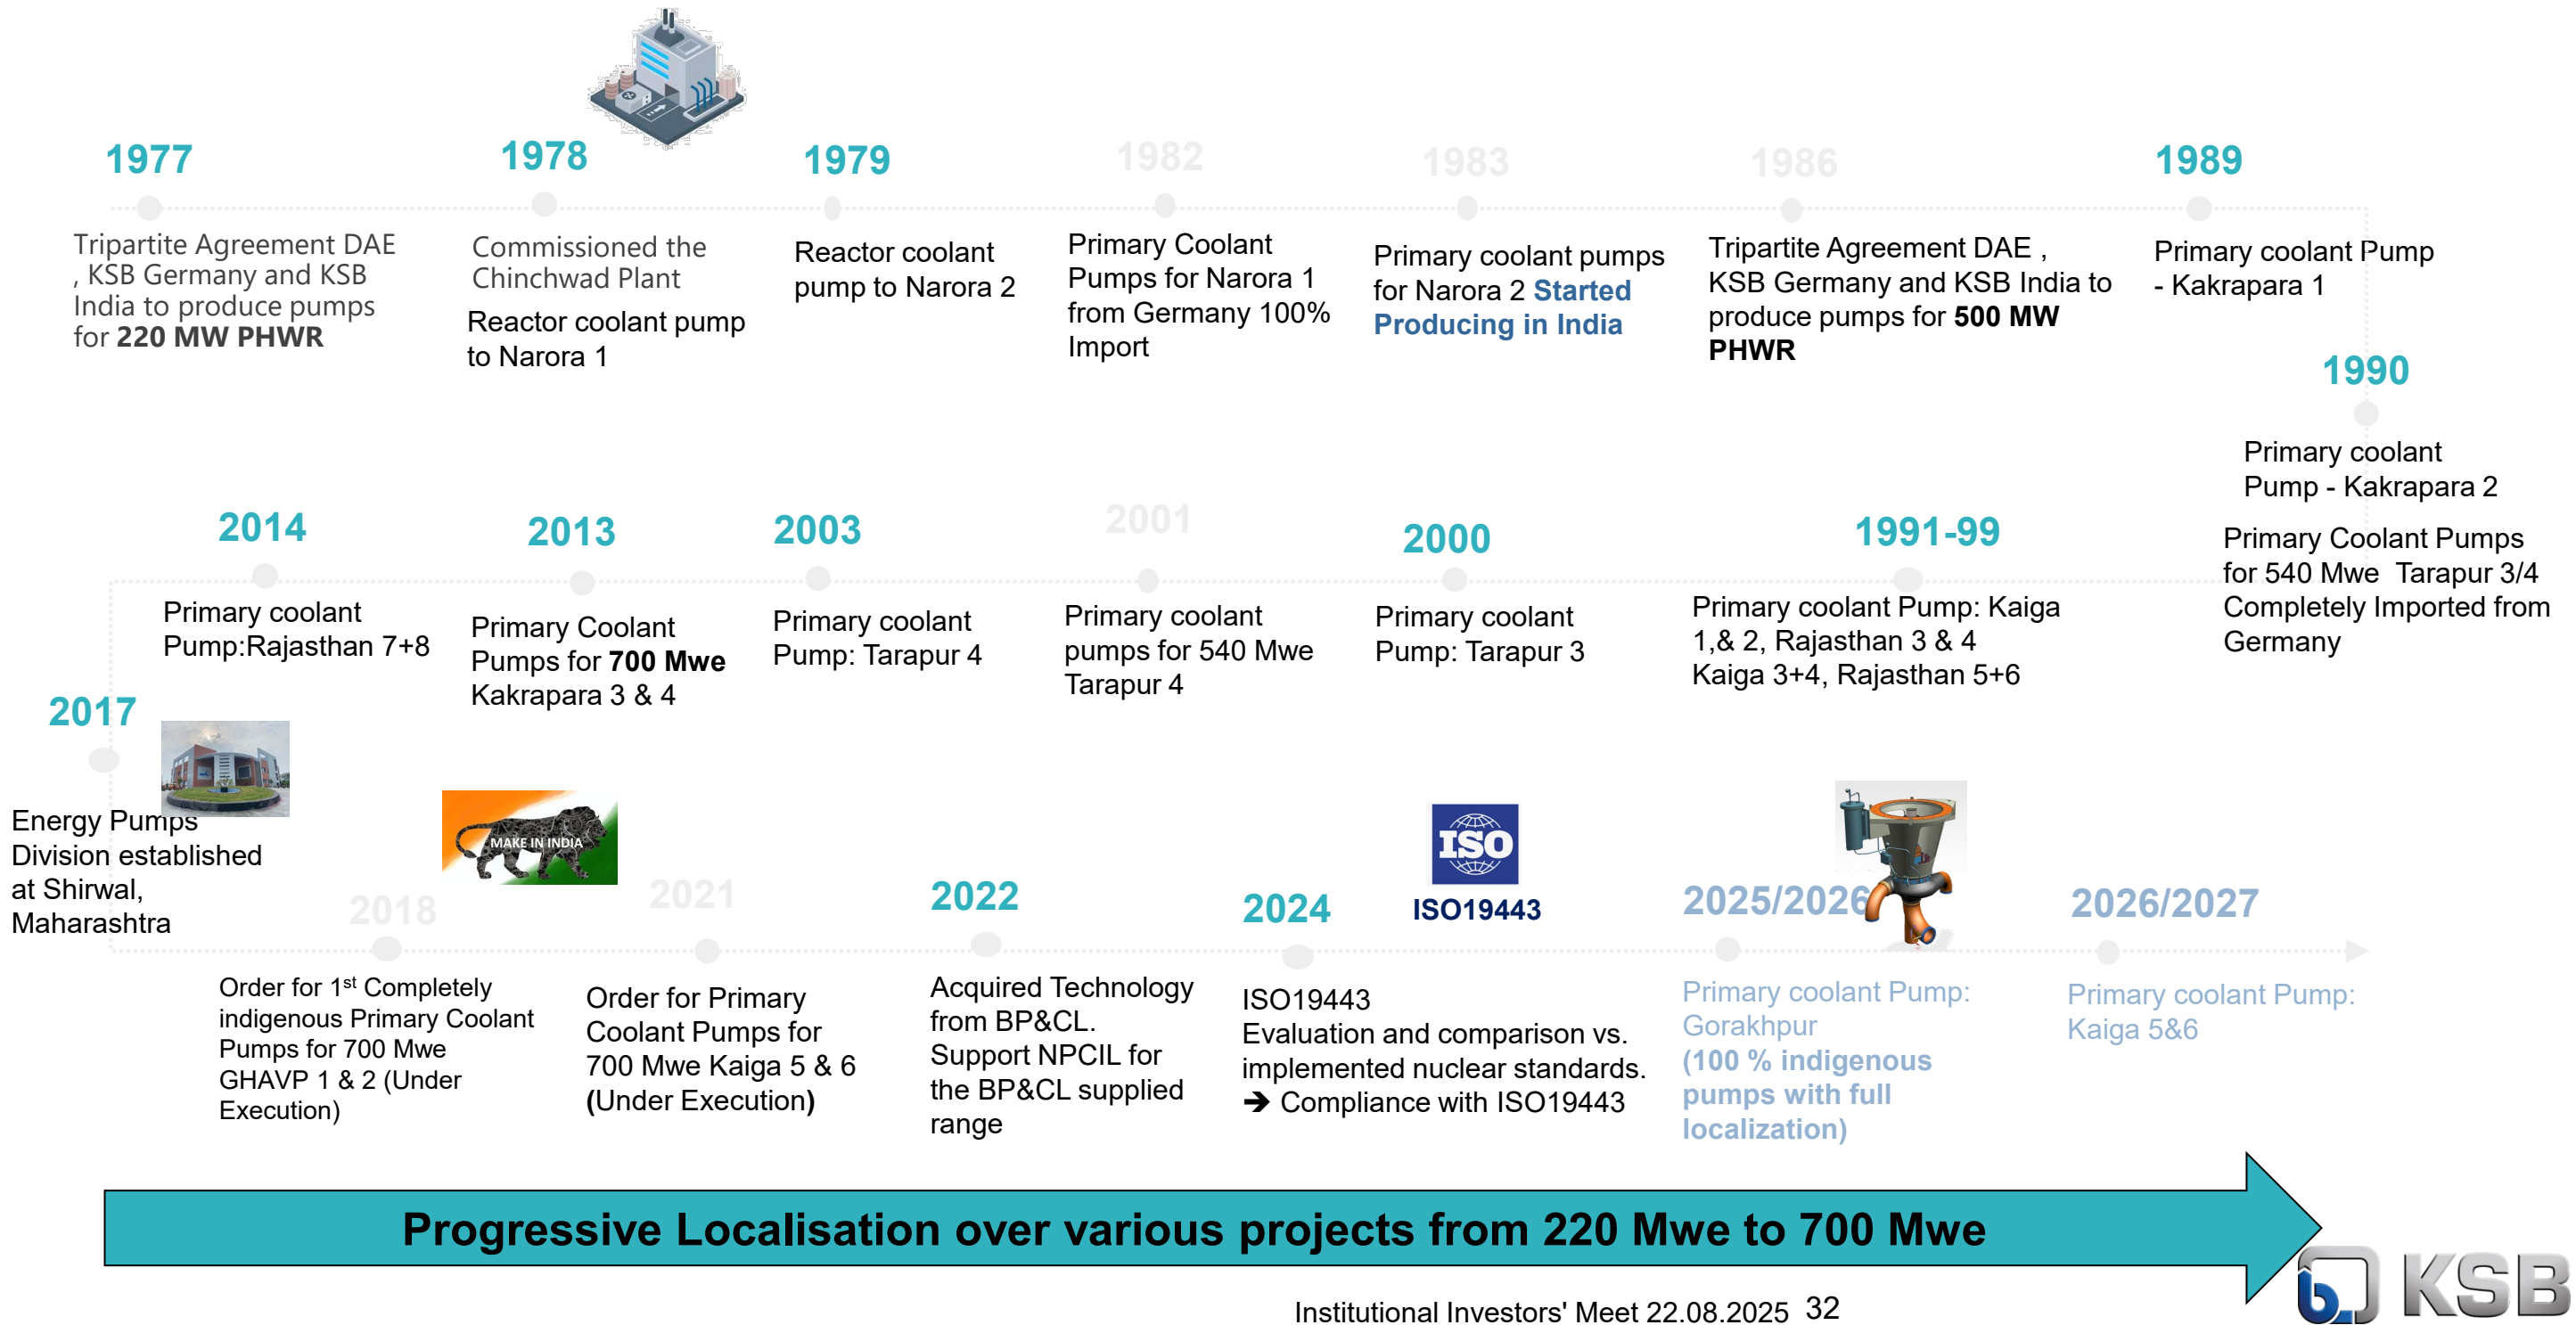 1977
Tripartite Agreement DAE
, KSB Germany and KSB
India to produce pumps
for 220 MW PHWR
1978
Commissioned the
Chinchwad Plant
Reactor coolant pump
to Narora 1
1979
Reactor coolant
pump to Narora 2
1982
Primary Coolant
Pumps for Narora 1
from Germany 100%
Import
1983
Primary coolant pumps
for Narora 2 Started
Producing in India
1986
Tripartite Agreement DAE ,
KSB Germany and KSB India to
produce pumps for 500 MW
PHWR
1989
Primary coolant Pump
- Kakrapara 1
1990
Primary coolant
Pump - Kakrapara 2
Primary Coolant Pumps
for 540 Mwe Tarapur 3/4
Completely Imported from
Germany
1991-99
Primary coolant Pump: Kaiga
1,& 2, Rajasthan 3 & 4
Kaiga 3+4, Rajasthan 5+6
2000
Primary coolant
Pump: Tarapur 3
2001
Primary coolant
pumps for 540 Mwe
Tarapur 4
2003
Primary coolant
Pump: Tarapur 4
2013
Primary Coolant
Pumps for 700 Mwe
Kakrapara 3 & 4
2014
Primary coolant
Pump:Rajasthan 7+8
2017
Energy Pumps
Division established
at Shirwal,
Maharashtra
MAKE IN INDIA
2018
Order for 1st Completely
indigenous Primary Coolant
Pumps for 700 Mwe
GHAVP 1 & 2 (Under
Execution)
2021
Order for Primary
Coolant Pumps for
700 Mwe Kaiga 5 & 6
(Under Execution)
2022
Acquired Technology
from BP&CL.
Support NPCIL for
the BP&CL supplied
range
2024
ISO
ISO19443
ISO19443
Evaluation and comparison vs.
implemented nuclear standards.
➔ Compliance with ISO19443
2025/2026
Primary coolant Pump:
Gorakhpur
(100 % indigenous
pumps with full
localization)
2026/2027
Primary coolant Pump:
Kaiga 5&6
Progressive Localisation over various projects from 220 Mwe to 700 Mwe
KSB
Institutional Investors' Meet 22.08.2025 32